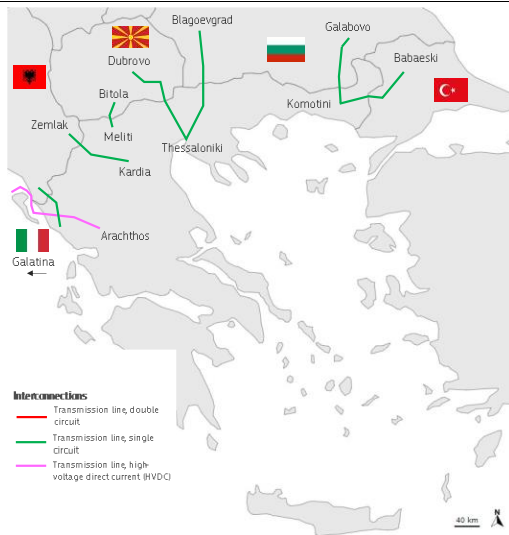 Blagoevgrad
Galabovo
Dubrovo
Babaeski
Bitola
Komotini
Zemlak
Meliti
Thessaloniki
Kardia
Arachthos
Galatina
Interconnections
Transmission line, double
circuit
Transmission line, single
circuit
Transmission line, high-
voltage direct current (HVDC)
40 km
N